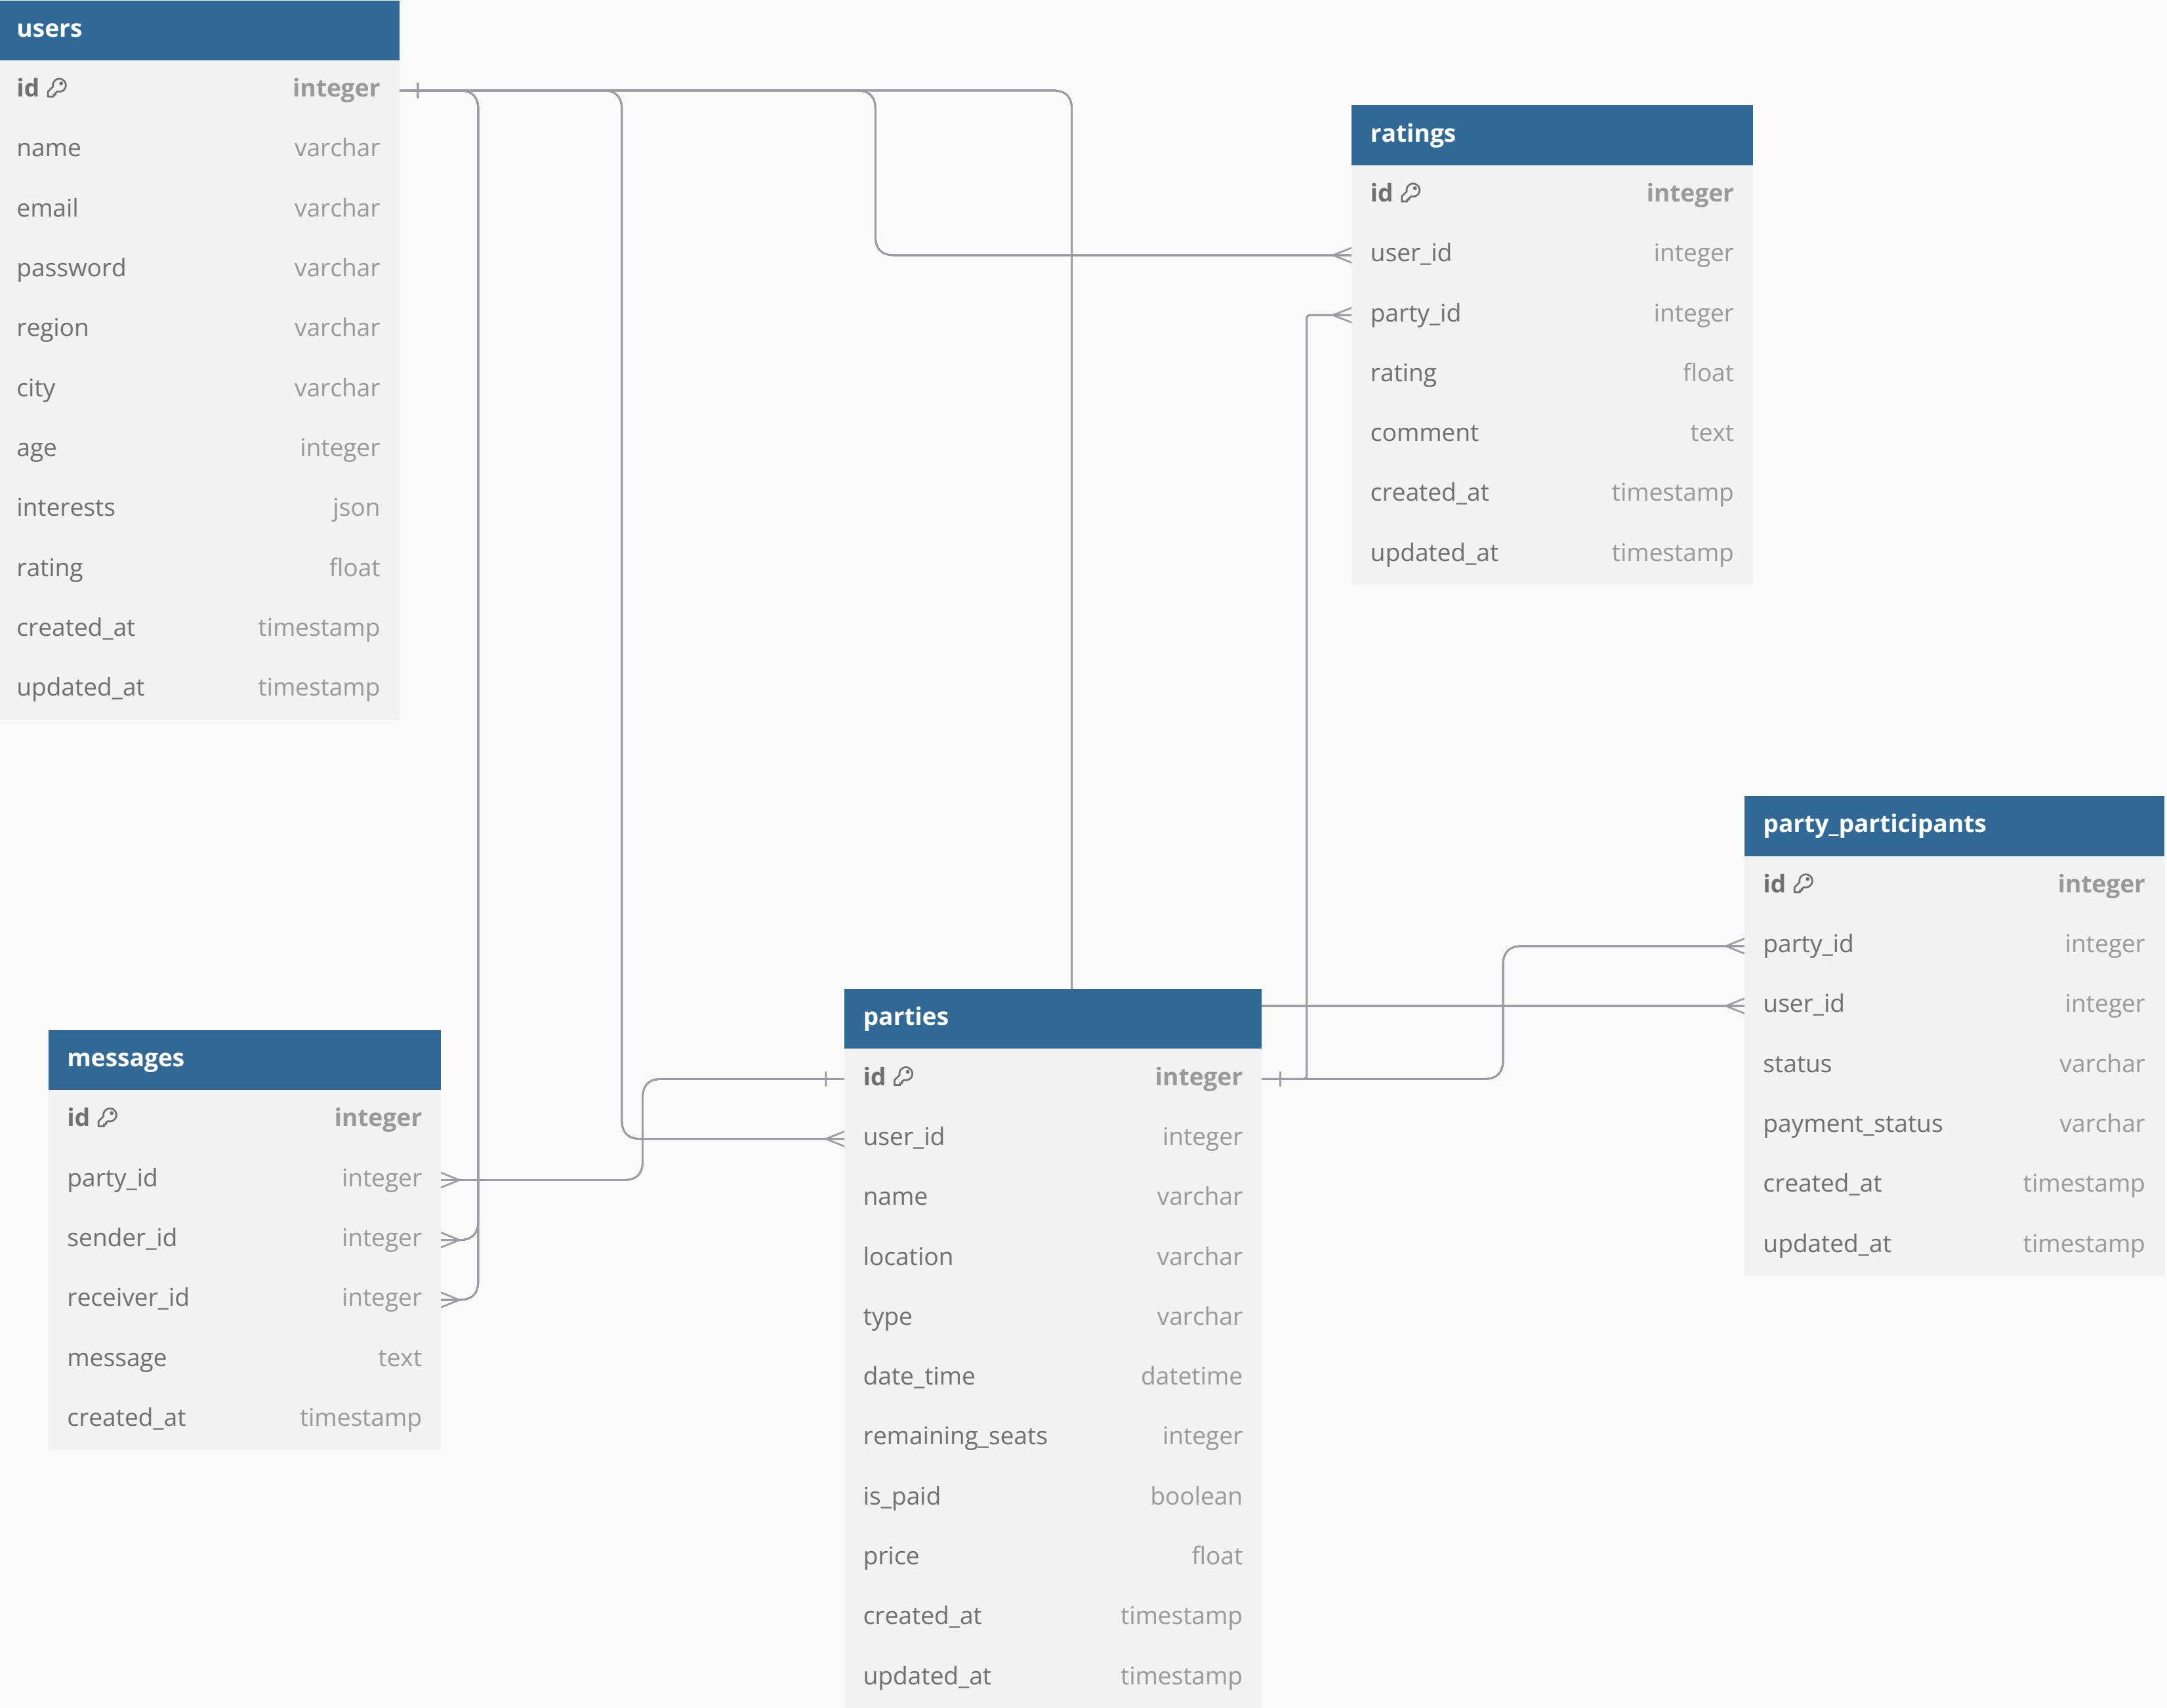 users
id integer
name varchar
email varchar
password varchar
region varchar
city varchar
age integer
interests json
rating float
created_at timestamp
updated_at timestamp
ratings
id integer
user_id integer
party_id integer
rating float
comment text
created_at timestamp
updated_at timestamp
party_participants
id integer
party_id integer
user_id integer
status varchar
payment_status varchar
created_at timestamp
updated_at timestamp
messages
id integer
party_id integer
sender_id integer
receiver_id integer
message text
created_at timestamp
parties
id integer
user_id integer
name varchar
location varchar
type varchar
date_time datetime
remaining_seats integer
is_paid boolean
price float
created_at timestamp
updated_at timestamp